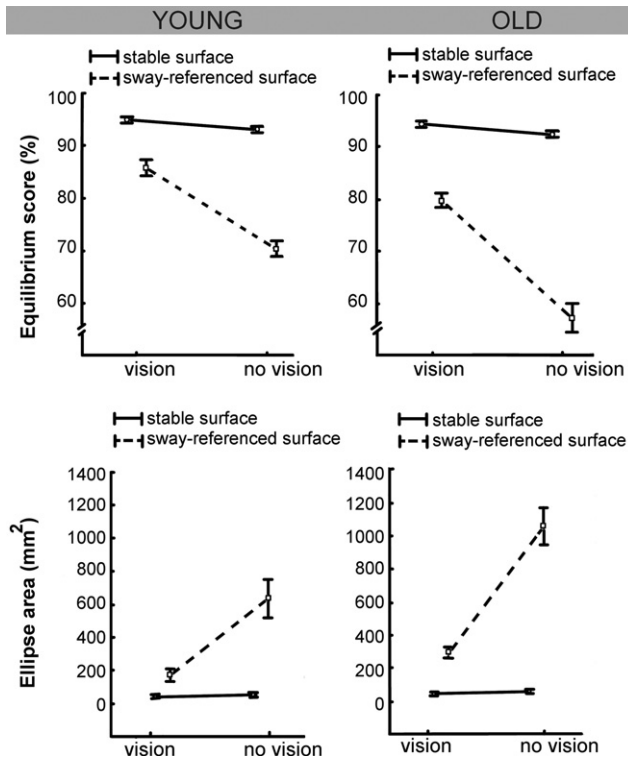 YOUNG OLD
stable surface
sway-referenced surface
stable surface
sway-referenced surface
Equilibrium score (%)
100
90
80
70
60
vision no vision
100
90
80
70
60
vision no vision
stable surface
sway-referenced surface
stable surface
sway-referenced surface
Ellipse area (mm²)
1400
1200
1000
800
600
400
200
0
vision no vision
1400
1200
1000
800
600
400
200
0
vision no vision